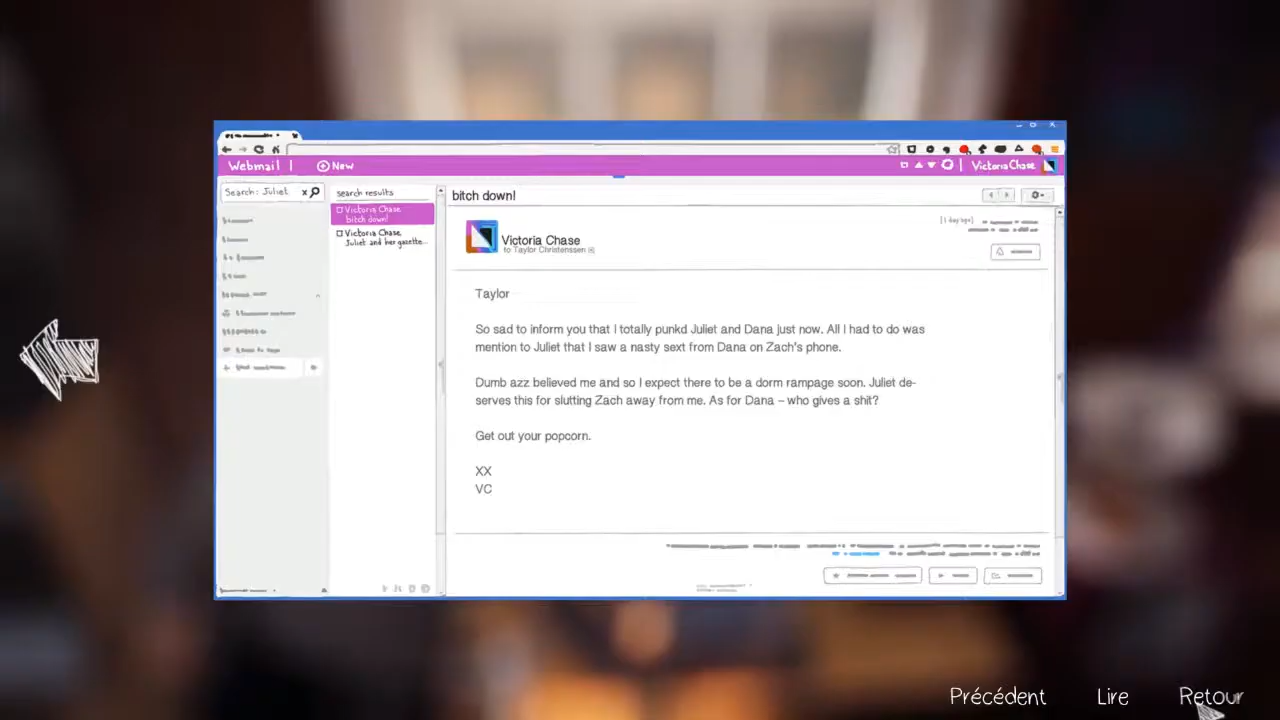 Webmail
New
Victoria Chase
Search: Juliet x
search results
bitch down!
Victoria Chase
bitch down!
Victoria Chase
Juliet and her gazette...
[1 day ago]
Victoria Chase
to Taylor Christenssen
Taylor
So sad to inform you that I totally punkd Juliet and Dana just now. All I had to do was
mention to Juliet that I saw a nasty sext from Dana on Zach's phone.
Dumb azz believed me and so I expect there to be a dorm rampage soon. Juliet de-
serves this for slutting Zach away from me. As for Dana – who gives a shit?
Get out your popcorn.
XX
VC
Précédent
Lire
Retour